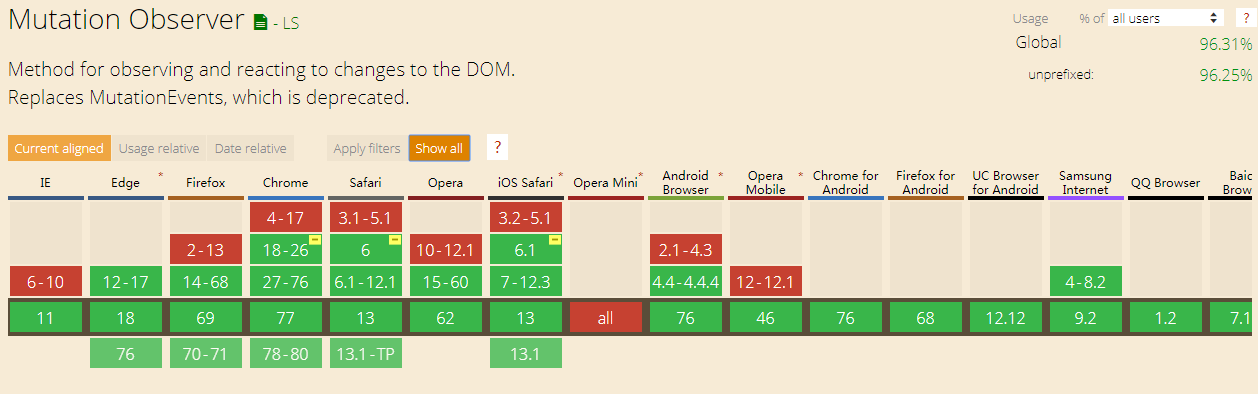 Mutation Observer - LS
Usage % of all users ?
Global 96.31%
unprefixed: 96.25%
Method for observing and reacting to changes to the DOM.
Replaces MutationEvents, which is deprecated.
Current aligned Usage relative Date relative Apply filters Show all ?
IE Edge * Firefox Chrome Safari Opera iOS Safari * Opera Mini * Android Browser * Opera Mobile * Chrome for Android Firefox for Android UC Browser for Android Samsung Internet QQ Browser Baid Brow
4-17 3.1-5.1 3.2-5.1
2-13 18-26 6 10-12.1 6.1 2.1-4.3
6-10 12-17 14-68 27-76 6.1-12.1 15-60 7-12.3 4.4-4.4.4 12-12.1 4-8.2
11 18 69 77 13 62 13 all 76 46 76 68 12.12 9.2 1.2 7.1
76 70-71 78-80 13.1-TP 13.1